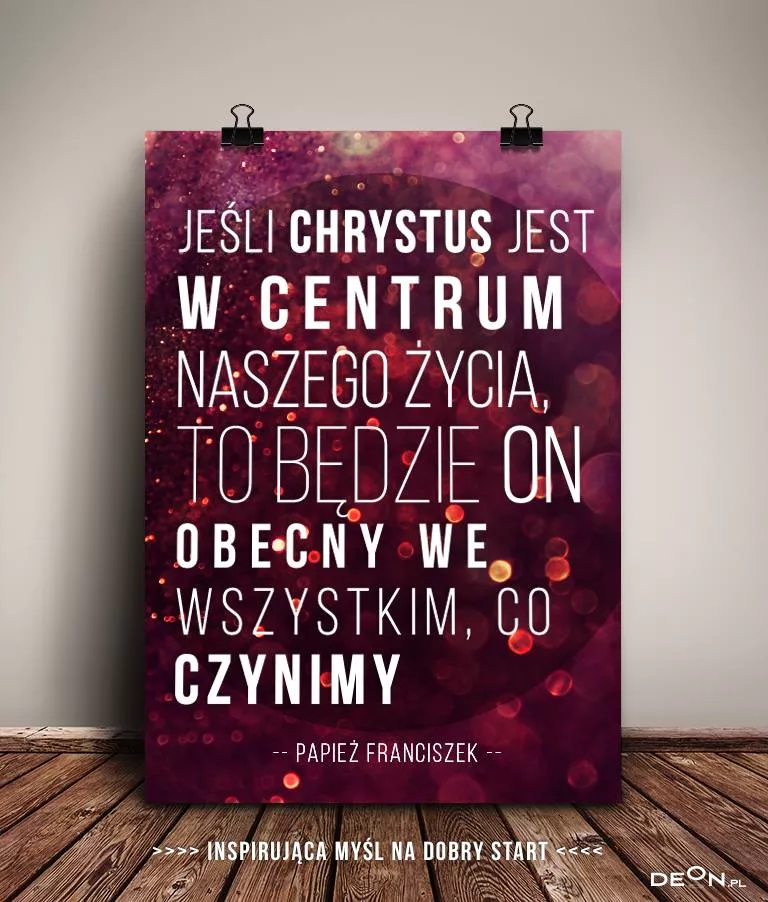 JEŚLI CHRYSTUS JEST
W CENTRUM
NASZEGO ŻYCIA,
TO BĘDZIE ON
OBECNY WE
WSZYSTKIM, CO
CZYNIMY
-- PAPIEŻ FRANCISZEK --
>>>> INSPIRUJĄCA MYŚL NA DOBRY START <<<<
DEON.PL